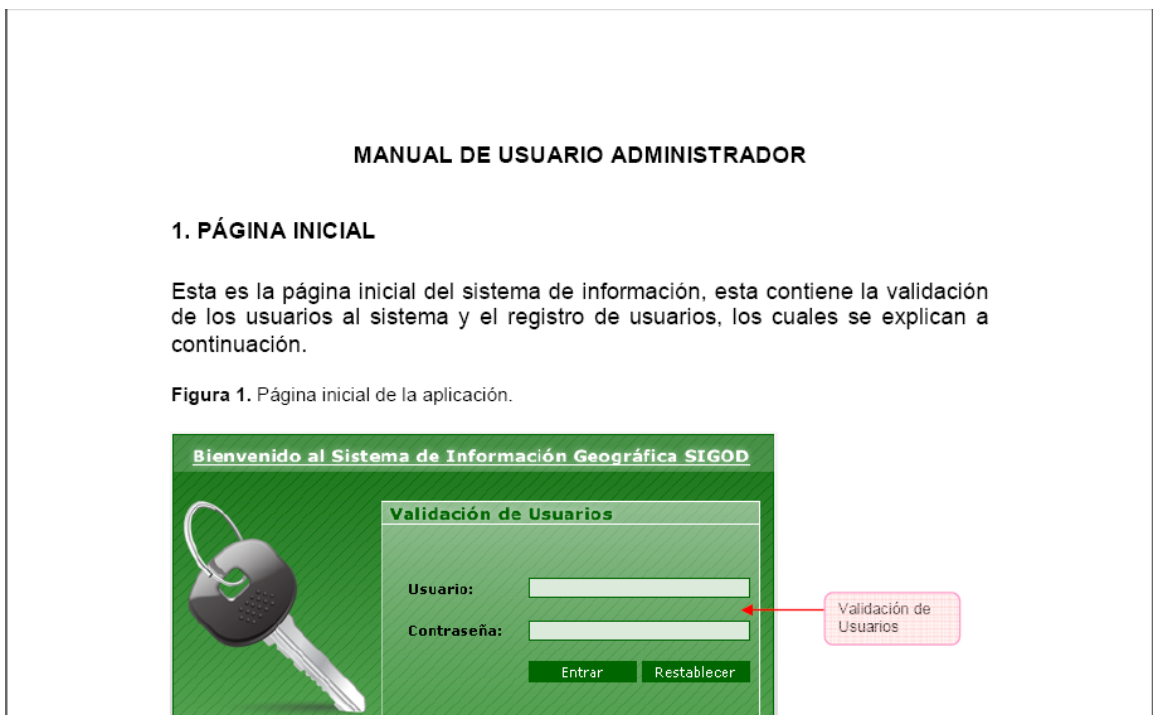 MANUAL DE USUARIO ADMINISTRADOR
1. PÁGINA INICIAL
Esta es la página inicial del sistema de información, esta contiene la validación
de los usuarios al sistema y el registro de usuarios, los cuales se explican a
continuación.
Figura 1. Página inicial de la aplicación.
Bienvenido al Sistema de Información Geográfica SIGOD
Validación de Usuarios
Usuario:
Contraseña:
Entrar Restablecer
Validación de
Usuarios